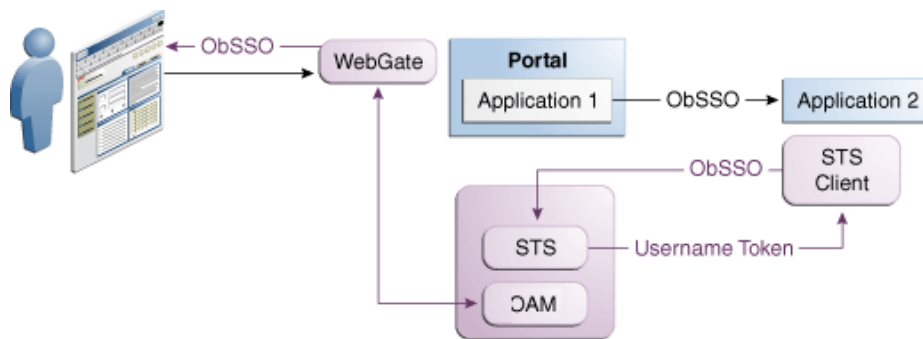 ObSSO
WebGate
Portal
Application 1
ObSSO
Application 2
ObSSO
STS
Client
STS
Username Token
OAM